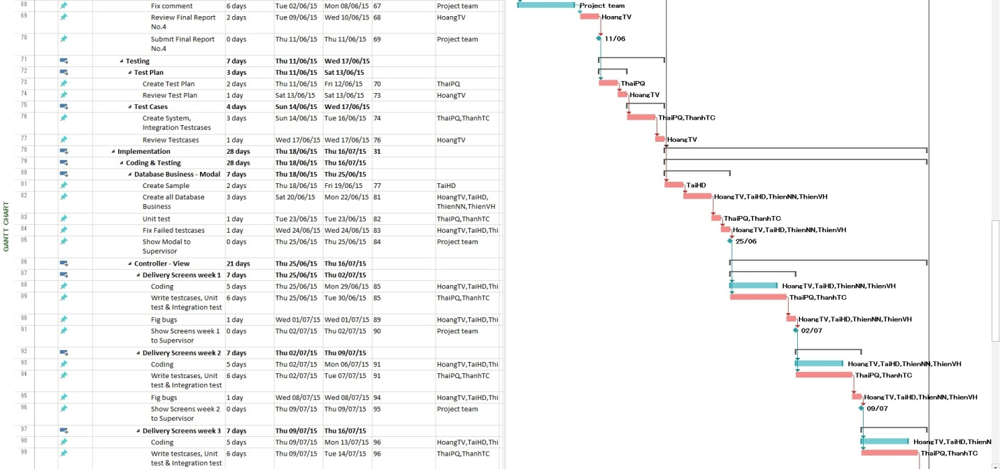 68 Fix comment 6 days Tue 02/06/15 Mon 08/06/15 67 Project team Project team
69 Review Final Report 2 days Tue 09/06/15 Wed 10/06/15 68 HoangTV HoangTV
No.4
70 Submit Final Report 0 days Thu 11/06/15 Thu 11/06/15 69 Project team 11/06
No.4
71 Testing 7 days Thu 11/06/15 Wed 17/06/15
72 Test Plan 3 days Thu 11/06/15 Sat 13/06/15
73 Create Test Plan 2 days Thu 11/06/15 Fri 12/06/15 70 ThaiPQ ThaiPQ
74 Review Test Plan 1 day Sat 13/06/15 Sat 13/06/15 73 HoangTV HoangTV
75 Test Cases 4 days Sun 14/06/15 Wed 17/06/15
76 Create System, 3 days Sun 14/06/15 Tue 16/06/15 74 ThaiPQ,ThanhTC ThaiPQ,ThanhTC
Integration Testcases
77 Review Testcases 1 day Wed 17/06/15 Wed 17/06/15 76 HoangTV HoangTV
78 Implementation 28 days Thu 18/06/15 Thu 16/07/15 31
79 Coding & Testing 28 days Thu 18/06/15 Thu 16/07/15
80 Database Business - Modal 7 days Thu 18/06/15 Thu 25/06/15
81 Create Sample 2 days Thu 18/06/15 Fri 19/06/15 77 TaiHD TaiHD
82 Create all Database 3 days Sat 20/06/15 Mon 22/06/15 81 HoangTV,TaiHD, HoangTV,TaiHD,ThienNN,ThienVH
Business ThienNN,ThienVH
83 Unit test 1 day Tue 23/06/15 Tue 23/06/15 82 ThaiPQ,ThanhTC ThaiPQ,ThanhTC
84 Fix Failed testcases 1 day Wed 24/06/15 Wed 24/06/15 83 HoangTV,TaiHD,Thi HoangTV,TaiHD,ThienNN,ThienVH
85 Show Modal to 0 days Thu 25/06/15 Thu 25/06/15 84 Project team 25/06
Supervisor
86 Controller - View 21 days Thu 25/06/15 Thu 16/07/15
87 Delivery Screens week 1 7 days Thu 25/06/15 Thu 02/07/15
88 Coding 5 days Thu 25/06/15 Mon 29/06/15 85 HoangTV,TaiHD,Thi HoangTV,TaiHD,ThienNN,ThienVH
89 Write testcases, Unit 6 days Thu 25/06/15 Tue 30/06/15 85 ThaiPQ,ThanhTC ThaiPQ,ThanhTC
test & Integration test
90 Fig bugs 1 day Wed 01/07/15 Wed 01/07/15 89 HoangTV,TaiHD,Thi HoangTV,TaiHD,ThienNN,ThienVH
91 Show Screens week 1 0 days Thu 02/07/15 Thu 02/07/15 90 Project team 02/07
to Supervisor
92 Delivery Screens week 2 7 days Thu 02/07/15 Thu 09/07/15
93 Coding 5 days Thu 02/07/15 Mon 06/07/15 91 HoangTV,TaiHD,Thi HoangTV,TaiHD,ThienNN,ThienVH
94 Write testcases, Unit 6 days Thu 02/07/15 Tue 07/07/15 91 ThaiPQ,ThanhTC ThaiPQ,ThanhTC
test & Integration test
95 Fig bugs 1 day Wed 08/07/15 Wed 08/07/15 94 HoangTV,TaiHD,Thi HoangTV,TaiHD,ThienNN,ThienVH
96 Show Screens week 2 0 days Thu 09/07/15 Thu 09/07/15 95 Project team 09/07
to Supervisor
97 Delivery Screens week 3 7 days Thu 09/07/15 Thu 16/07/15
98 Coding 5 days Thu 09/07/15 Mon 13/07/15 96 HoangTV,TaiHD,Thi HoangTV,TaiHD,ThienN
99 Write testcases, Unit 6 days Thu 09/07/15 Tue 14/07/15 96 ThaiPQ,ThanhTC ThaiPQ,ThanhTC
test & Integration test
GANTT CHART